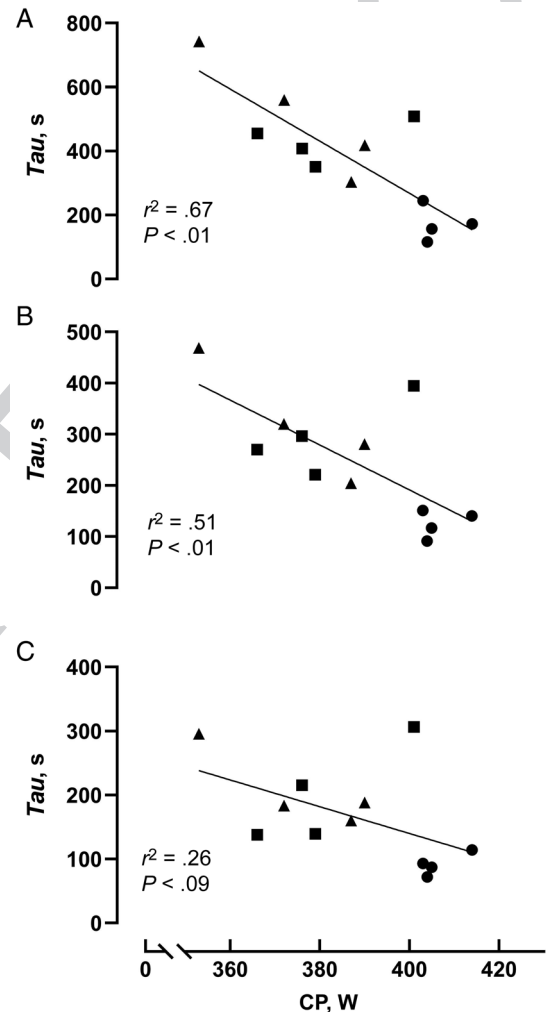 A
800
600
400
200
0
Tau, s
r² = .67
P < .01
B
500
400
300
200
100
0
Tau, s
r² = .51
P < .01
C
400
300
200
100
0
Tau, s
r² = .26
P < .09
0 360 380 400 420
CP, W